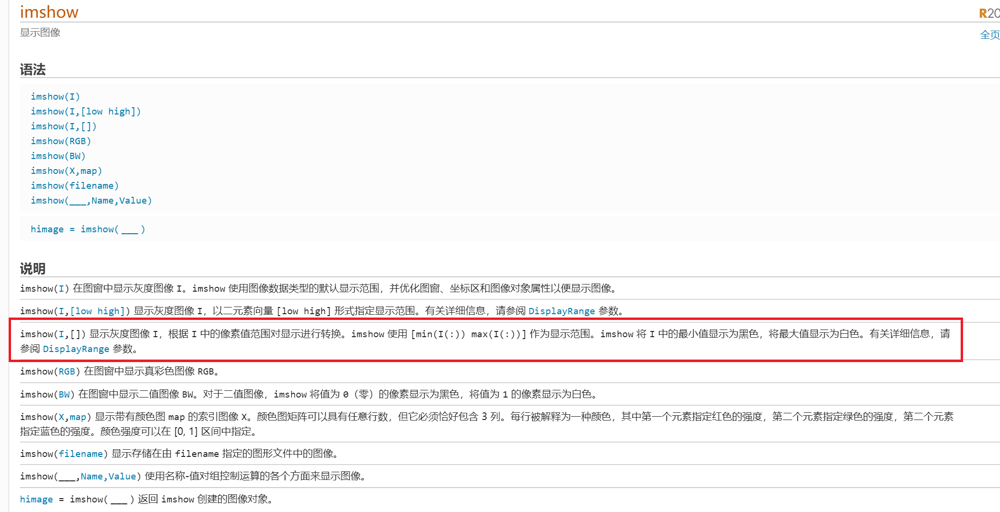 imshow
R20
显示图像
全页
语法
imshow(I)
imshow(I,[low high])
imshow(I,[])
imshow(RGB)
imshow(BW)
imshow(X,map)
imshow(filename)
imshow(___,Name,Value)
himage = imshow(___)
说明
imshow(I) 在图窗中显示灰度图像 I。imshow 使用图像数据类型的默认显示范围，并优化图窗、坐标区和图像对象属性以便显示图像。
imshow(I,[low high]) 显示灰度图像 I，以二元素向量 [low high] 形式指定显示范围。有关详细信息，请参阅 DisplayRange 参数。
imshow(I,[]) 显示灰度图像 I，根据 I 中的像素值范围对显示进行转换。imshow 使用 [min(I(:)) max(I(:))] 作为显示范围。imshow 将 I 中的最小值显示为黑色，将最大值显示为白色。有关详细信息，请
参阅 DisplayRange 参数。
imshow(RGB) 在图窗中显示真彩色图像 RGB。
imshow(BW) 在图窗中显示二值图像 BW。对于二值图像，imshow 将值为 0（零）的像素显示为黑色，将值为 1 的像素显示为白色。
imshow(X,map) 显示带有颜色图 map 的索引图像 X。颜色图矩阵可以具有任意行数，但它必须恰好包含 3 列。每行被解释为一种颜色，其中第一个元素指定红色的强度，第二个元素指定绿色的强度，第二个元素
指定蓝色的强度。颜色强度可以在 [0, 1] 区间中指定。
imshow(filename) 显示存储在由 filename 指定的图形文件中的图像。
imshow(___,Name,Value) 使用名称-值对组控制运算的各个方面来显示图像。
himage = imshow(___) 返回 imshow 创建的图像对象。